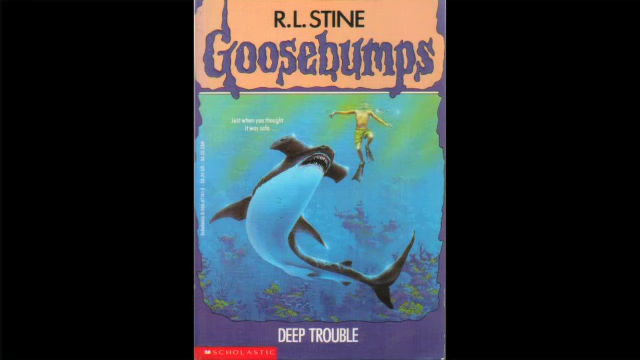 R.L. STINE
Goosebumps
Just when you thought
it was safe...
DEEP TROUBLE
SCHOLASTIC